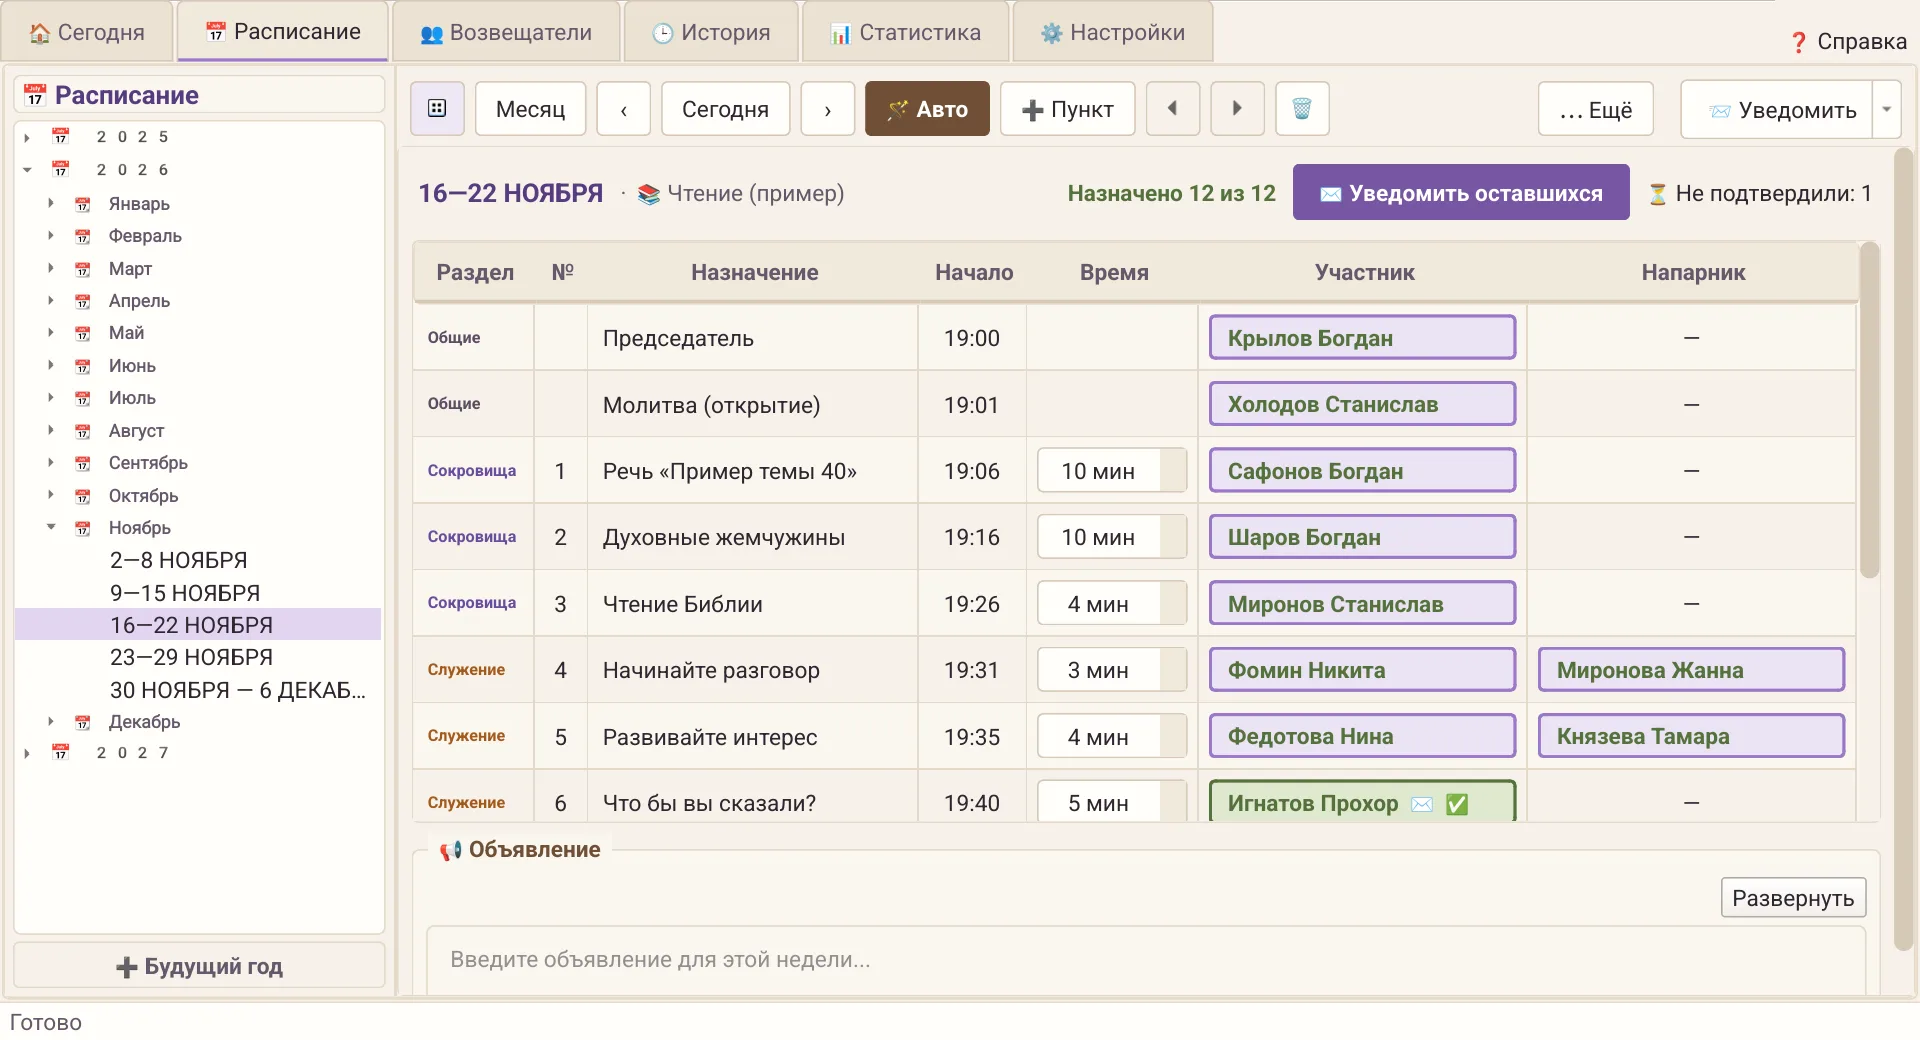 Сегодня
Расписание
Возвещатели
История
Статистика
Настройки
Справка
Расписание
2025
2026
Январь
Февраль
Март
Апрель
Май
Июнь
Июль
Август
Сентябрь
Октябрь
Ноябрь
2—8 НОЯБРЯ
9—15 НОЯБРЯ
16—22 НОЯБРЯ
23—29 НОЯБРЯ
30 НОЯБРЯ — 6 ДЕКАБ...
Декабрь
2027
Будущий год
Месяц ‹ Сегодня › Авто Пункт ...Ещё Уведомить
16—22 НОЯБРЯ · Чтение (пример) Назначено 12 из 12 Уведомить оставшихся Не подтвердили: 1
Раздел № Назначение Начало Время Участник Напарник
Общие Председатель 19:00 Крылов Богдан —
Общие Молитва (открытие) 19:01 Холодов Станислав —
Сокровища 1 Речь «Пример темы 40» 19:06 10 мин Сафонов Богдан —
Сокровища 2 Духовные жемчужины 19:16 10 мин Шаров Богдан —
Сокровища 3 Чтение Библии 19:26 4 мин Миронов Станислав —
Служение 4 Начинайте разговор 19:31 3 мин Фомин Никита Миронова Жанна
Служение 5 Развивайте интерес 19:35 4 мин Федотова Нина Князева Тамара
Служение 6 Что бы вы сказали? 19:40 5 мин Игнатов Прохор —
Объявление
Развернуть
Введите объявление для этой недели...
Готово